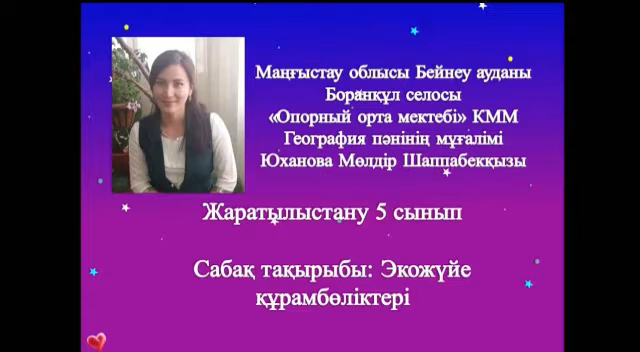 Маңғыстау облысы Бейнеу ауданы
Боранқұл селосы
«Опорный орта мектебі» КММ
География пәнінің мұғалімі
Юханова Мөлдір Шаппабекқызы
Жаратылыстану 5 сынып
Сабақ тақырыбы: Экожүйе
құрамбөліктері